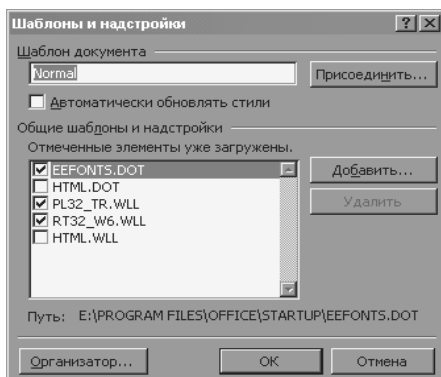 Шаблоны и надстройки
Шаблон документа
Normal
Присоединить...
Автоматически обновлять стили
Общие шаблоны и надстройки
Отмеченные элементы уже загружены.
EEFONTS.DOT
HTML.DOT
PL32_TR.WLL
RT32_W6.WLL
HTML.WLL
Добавить...
Удалить
Путь: E:\PROGRAM FILES\OFFICE\STARTUP\EEFONTS.DOT
Организатор... OK Отмена